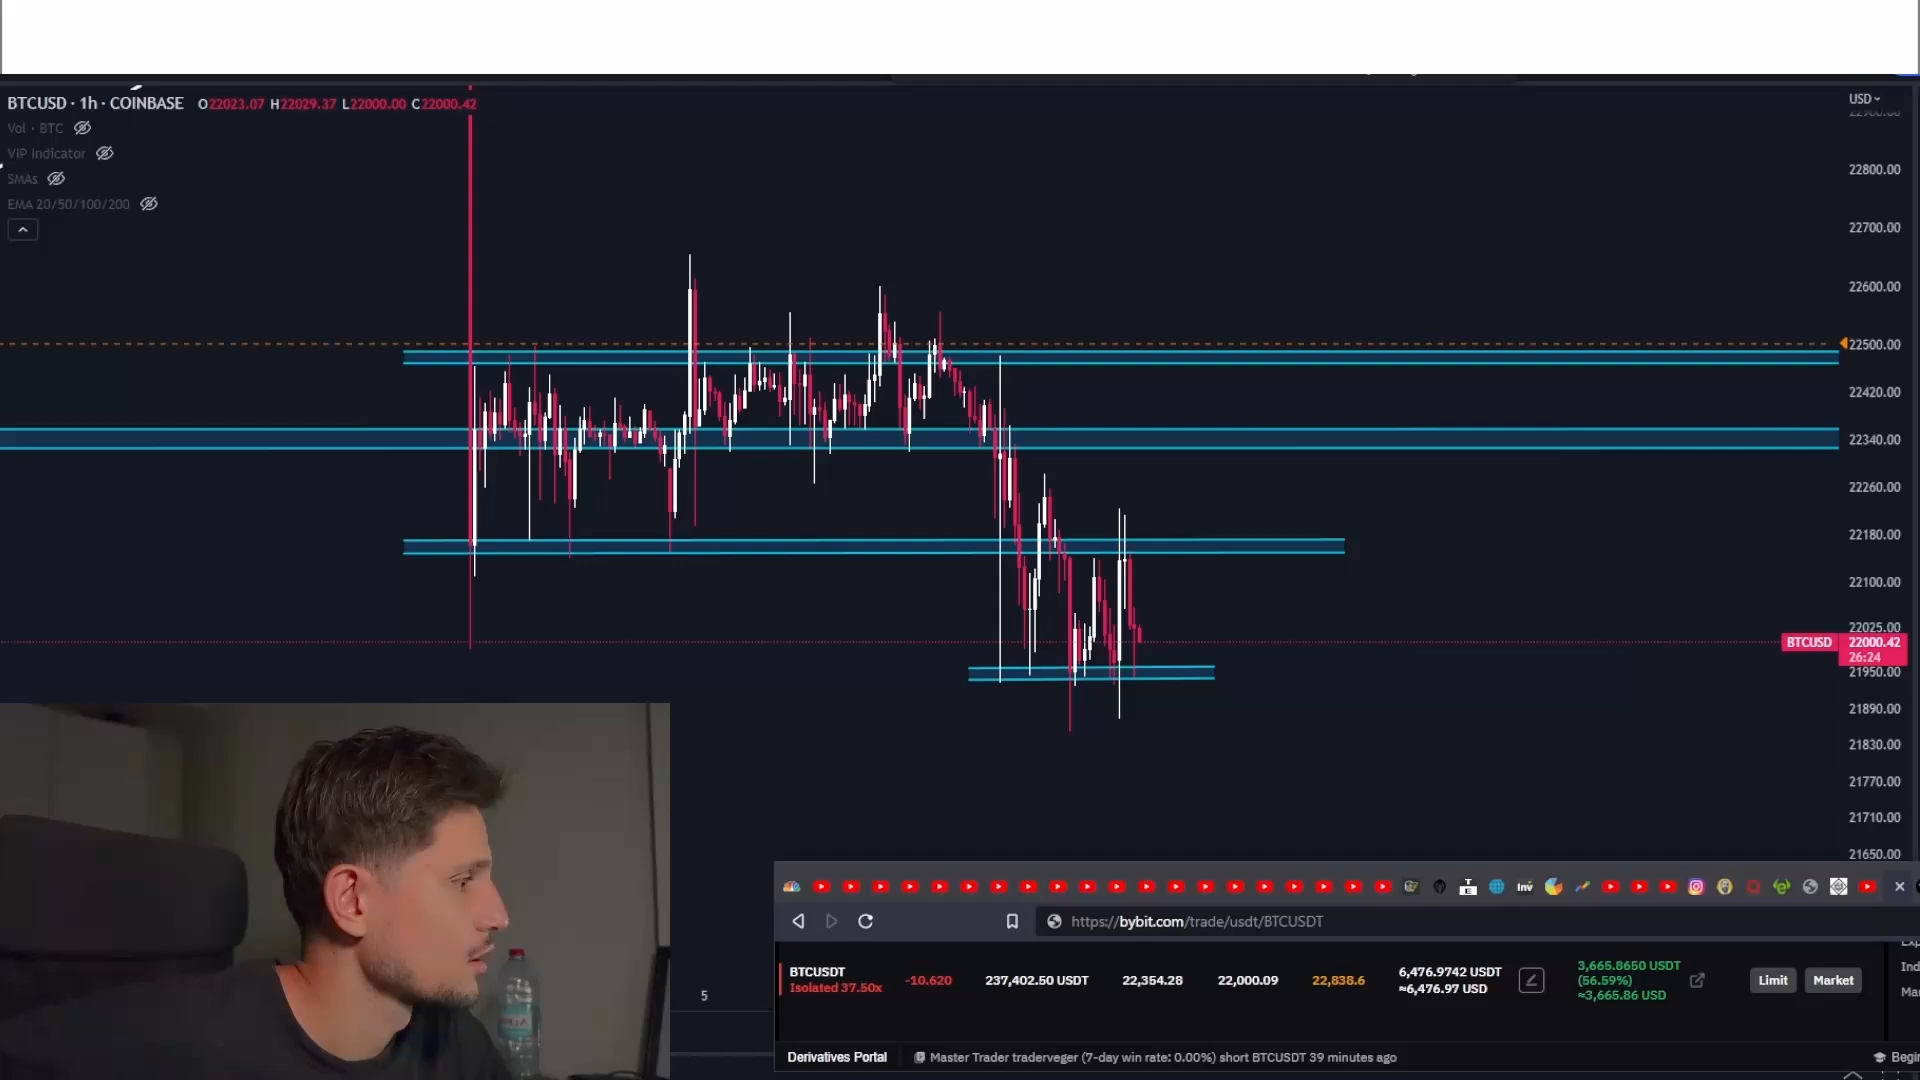 BTCUSD · 1h · COINBASE O22023.07 H22029.37 L22000.00 C22000.42
Vol · BTC
VIP Indicator
SMAs
EMA 20/50/100/200
USD
22900.00
22800.00
22700.00
22600.00
22500.00
22420.00
22340.00
22260.00
22180.00
22100.00
22025.00
BTCUSD 22000.42
26:24
21950.00
21890.00
21830.00
21770.00
21710.00
21650.00
5
Inv
https://bybit.com/trade/usdt/BTCUSDT
BTCUSDT
Isolated 37.50x
-10.620
237,402.50 USDT
22,354.28
22,000.09
22,838.6
6,476.9742 USDT
≈6,476.97 USD
3,665.8650 USDT
(56.59%)
≈3,665.86 USD
Limit
Market
Ind
Mar
Derivatives Portal
Master Trader traderveger (7-day win rate: 0.00%) short BTCUSDT 39 minutes ago
Begin